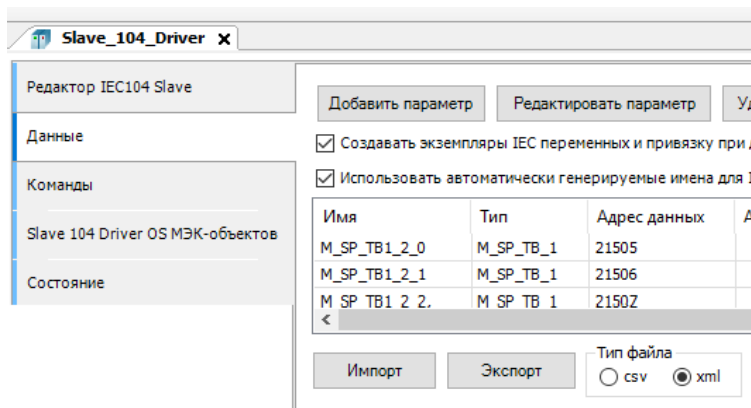 Slave_104_Driver
Редактор IEC104 Slave
Данные
Команды
Slave 104 Driver OS МЭК-объектов
Состояние
Добавить параметр Редактировать параметр
Создавать экземпляры IEC переменных и привязку при
Использовать автоматически генерируемые имена для
Имя Тип Адрес данных
M_SP_TB1_2_0 M_SP_TB_1 21505
M_SP_TB1_2_1 M_SP_TB_1 21506
M_SP_TB1_2_2, M_SP_TB_1 21507
Импорт Экспорт Тип файла
csv xml